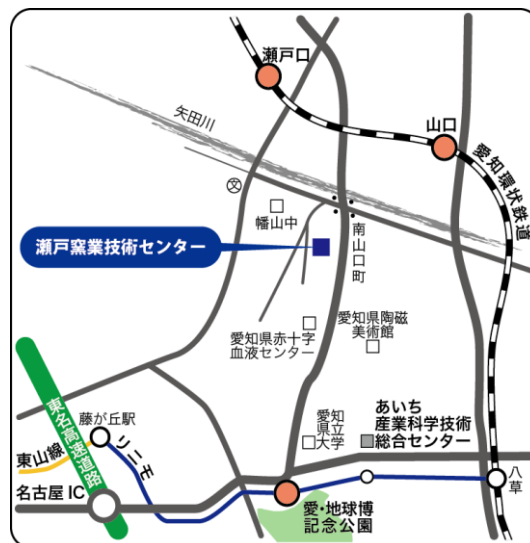 瀬戸口
矢田川
山口
愛知環状鉄道
文
幡山中
南山口町
瀬戸窯業技術センター
愛知県赤十字
血液センター
愛知県陶磁
美術館
東名高速道路
藤が丘駅
リニモ
東山線
名古屋IC
愛知県立
大学
あいち
産業科学技術
総合センター
八草
愛・地球博
記念公園